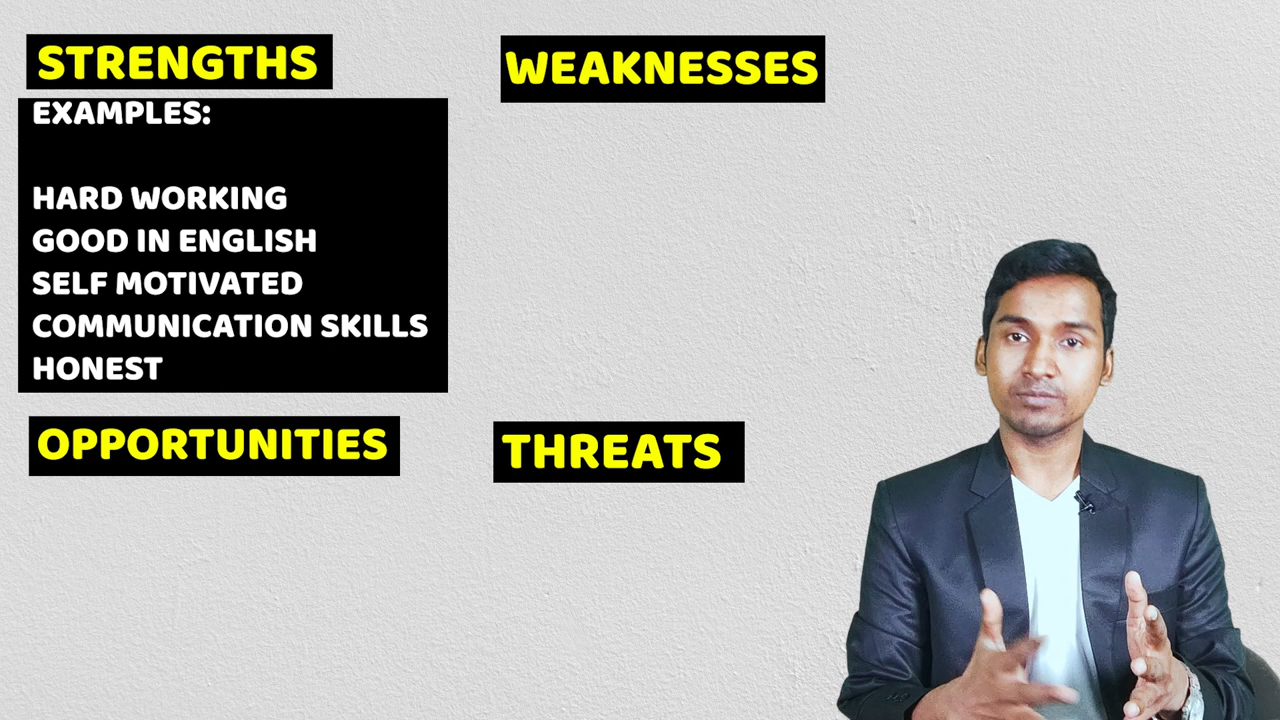 STRENGTHS
WEAKNESSES
EXAMPLES:
HARD WORKING
GOOD IN ENGLISH
SELF MOTIVATED
COMMUNICATION SKILLS
HONEST
OPPORTUNITIES
THREATS